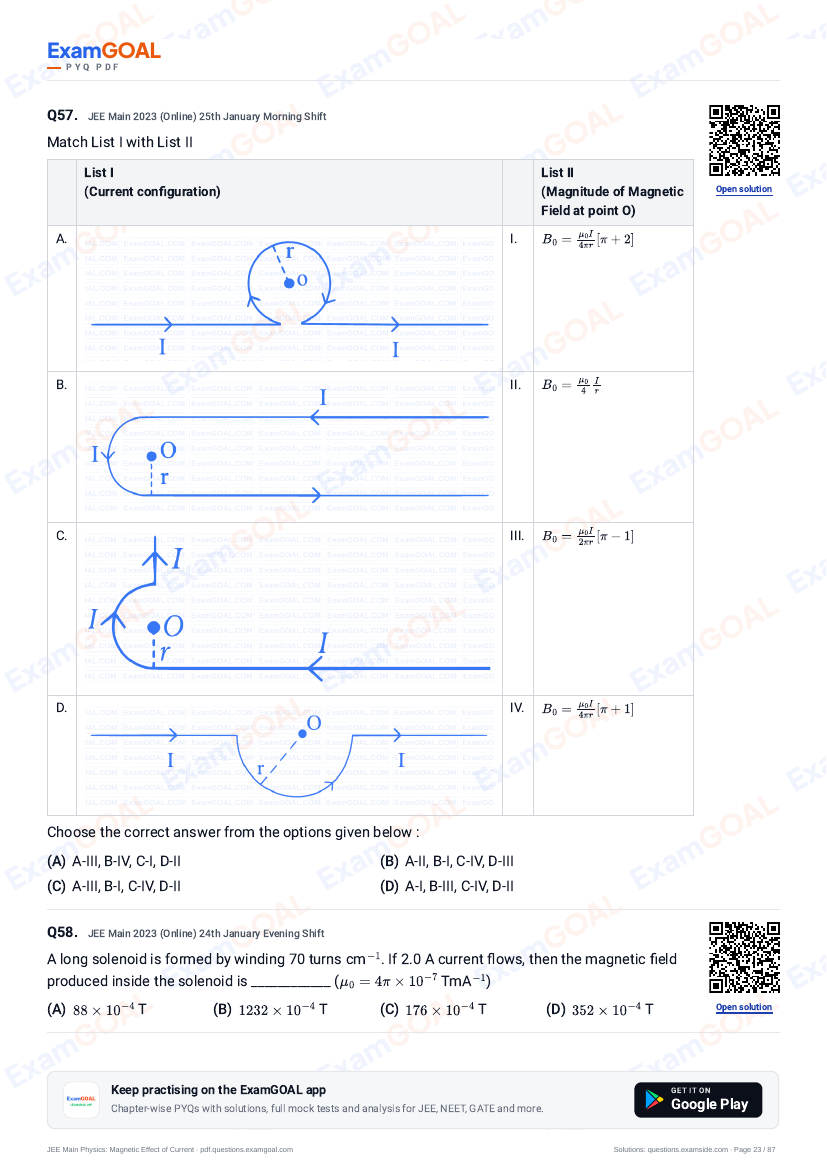 ExamGOAL
PYQ PDF
Q57. JEE Main 2023 (Online) 25th January Morning Shift
Match List I with List II
Open solution
List I
(Current configuration)
List II
(Magnitude of Magnetic
Field at point O)
A.
r
o
I
I
I. B₀ = μ₀I/4πr [π + 2]
B.
I
I
O
r
II. B₀ = μ₀/4 I/r
C.
I
I
O
r
I
III. B₀ = μ₀I/2πr [π − 1]
D.
O
I
r
I
IV. B₀ = μ₀I/4πr [π + 1]
Choose the correct answer from the options given below :
(A) A-III, B-IV, C-I, D-II
(B) A-II, B-I, C-IV, D-III
(C) A-III, B-I, C-IV, D-II
(D) A-I, B-III, C-IV, D-II
Q58. JEE Main 2023 (Online) 24th January Evening Shift
A long solenoid is formed by winding 70 turns cm⁻¹. If 2.0 A current flows, then the magnetic field
produced inside the solenoid is ____________ (μ₀ = 4π × 10⁻⁷ TmA⁻¹)
(A) 88 × 10⁻⁴ T (B) 1232 × 10⁻⁴ T (C) 176 × 10⁻⁴ T (D) 352 × 10⁻⁴ T
Open solution
ExamGOAL
Keep practising on the ExamGOAL app
Chapter-wise PYQs with solutions, full mock tests and analysis for JEE, NEET, GATE and more.
GET IT ON
Google Play
JEE Main Physics: Magnetic Effect of Current · pdf.questions.examgoal.com
Solutions: questions.examside.com · Page 23 / 87